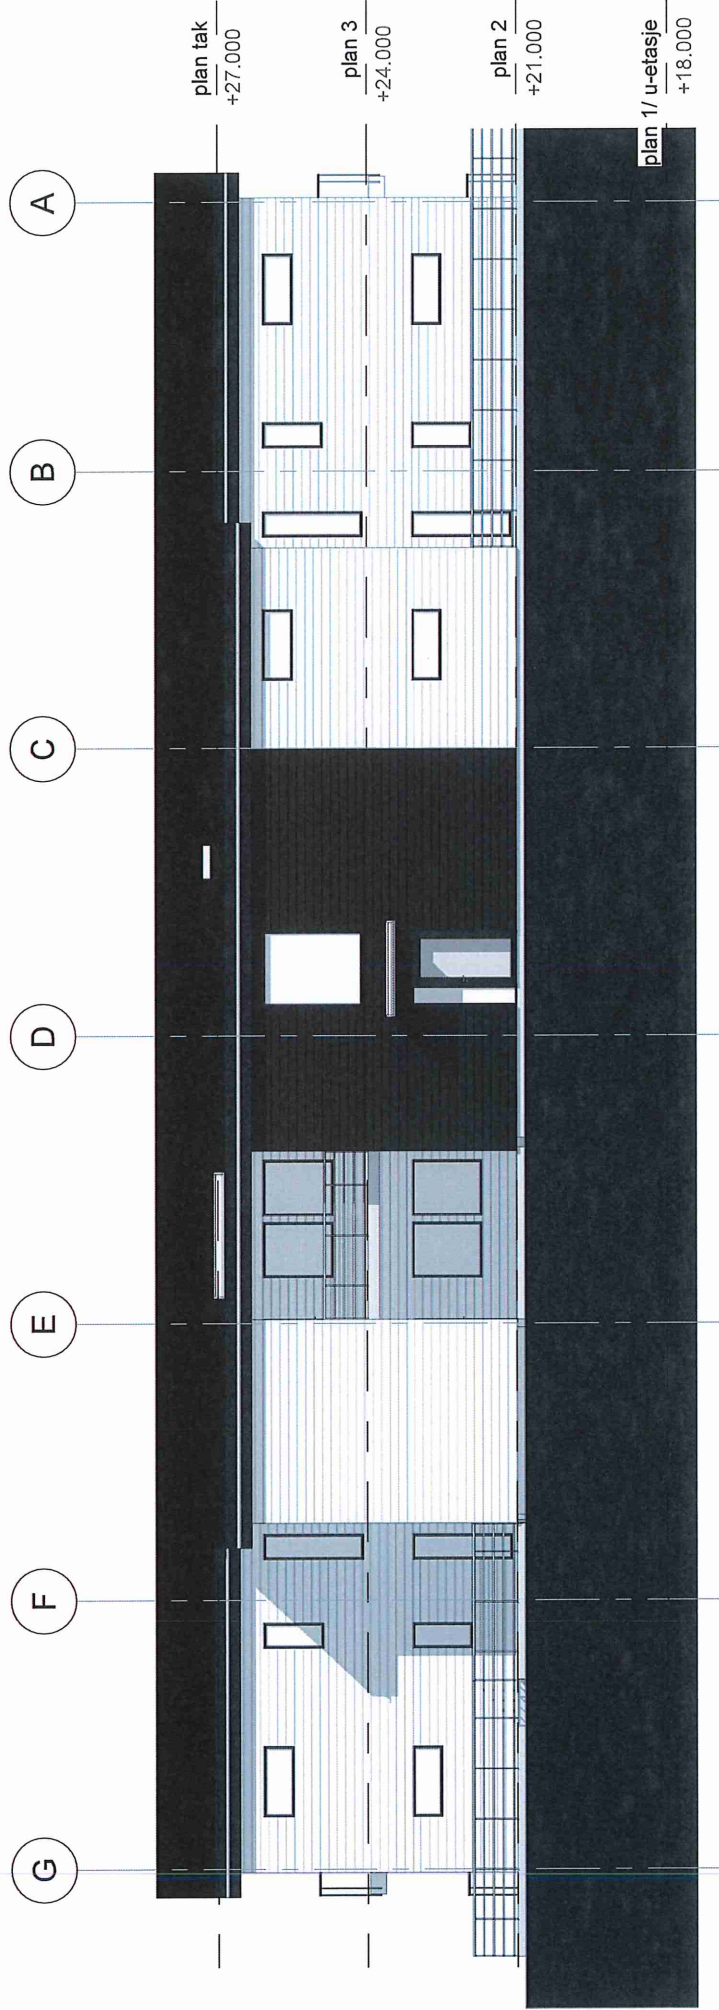 G
F
E
D
C
B
A
plan tak
+27.000
plan 3
+24.000
plan 2
+21.000
plan 1/ u-etasje
+18.000